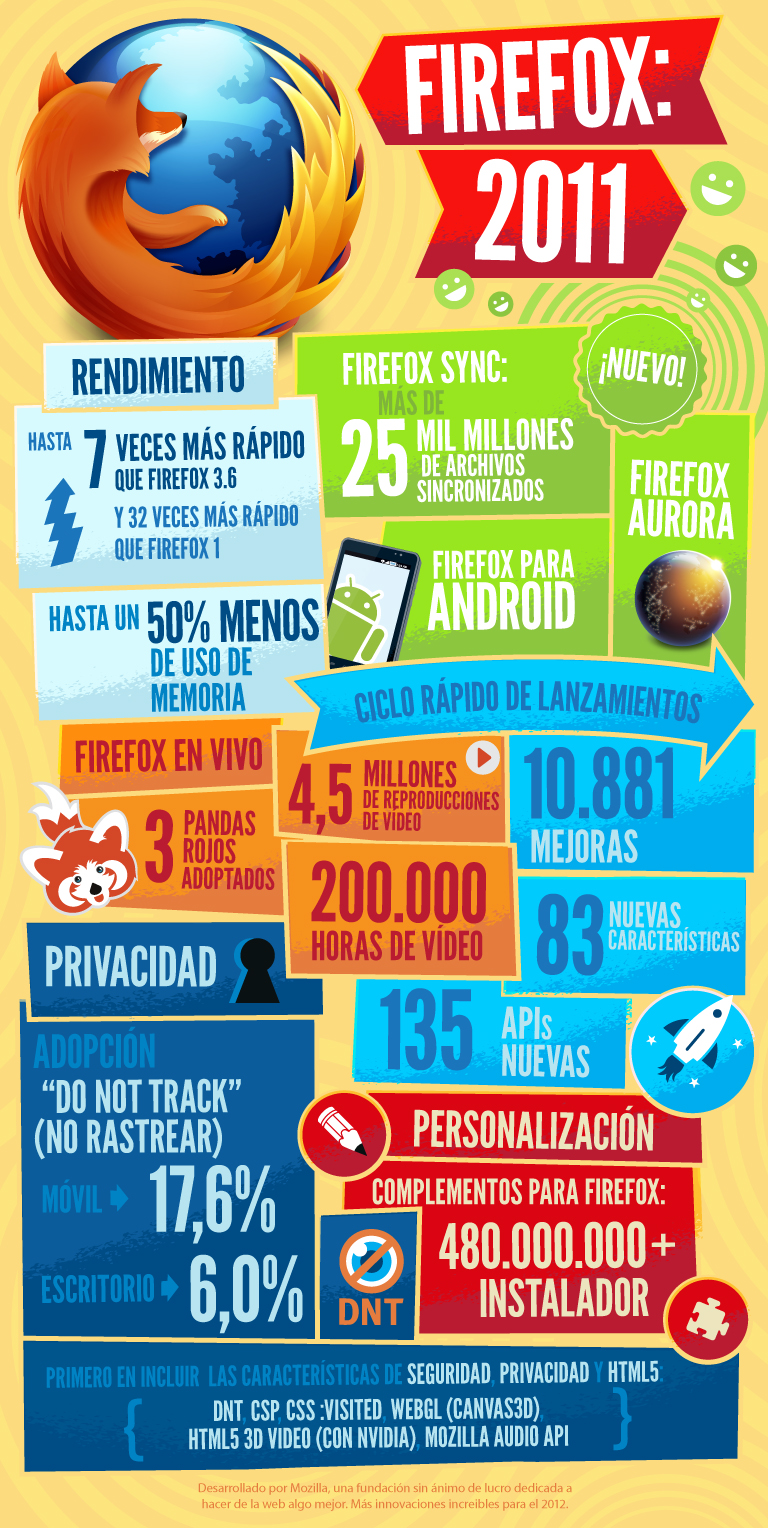 FIREFOX:
2011
RENDIMIENTO
HASTA 7 VECES MÁS RÁPIDO
QUE FIREFOX 3.6
Y 32 VECES MÁS RÁPIDO
QUE FIREFOX 1
HASTA UN 50% MENOS
DE USO DE
MEMORIA
FIREFOX SYNC:
MÁS DE
25 MIL MILLONES
DE ARCHIVOS
SINCRONIZADOS
¡NUEVO!
FIREFOX
AURORA
FIREFOX PARA
ANDROID
CICLO RÁPIDO DE LANZAMIENTOS
FIREFOX EN VIVO
3 PANDAS
ROJOS
ADOPTADOS
4,5 MILLONES
DE REPRODUCCIONES
DE VÍDEO
200.000
HORAS DE VÍDEO
10.881
MEJORAS
83 NUEVAS
CARACTERÍSTICAS
135 APIs
NUEVAS
PRIVACIDAD
ADOPCIÓN
“DO NOT TRACK”
(NO RASTREAR)
MÓVIL 17,6%
ESCRITORIO 6,0%
DNT
PERSONALIZACIÓN
COMPLEMENTOS PARA FIREFOX:
480.000.000+
INSTALADOR
PRIMERO EN INCLUIR LAS CARACTERÍSTICAS DE SEGURIDAD, PRIVACIDAD Y HTML5:
{ DNT, CSP, CSS :VISITED, WEBGL (CANVAS3D),
HTML5 3D VIDEO (CON NVIDIA), MOZILLA AUDIO API }
Desarrollado por Mozilla, una fundación sin ánimo de lucro dedicada a
hacer de la web algo mejor. Más innovaciones increibles para el 2012.